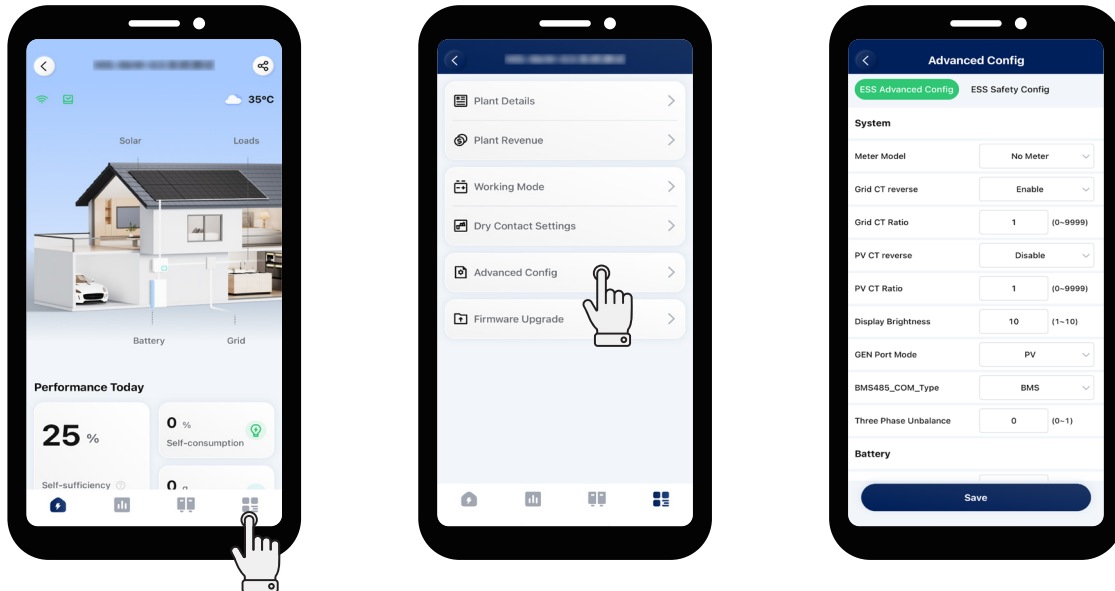 35°C
Solar Loads
Battery Grid
Performance Today
25 %
0 %
Self-consumption
Self-sufficiency
0 g
Plant Details
Plant Revenue
Working Mode
Dry Contact Settings
Advanced Config
Firmware Upgrade
Advanced Config
ESS Advanced Config ESS Safety Config
System
Meter Model No Meter
Grid CT reverse Enable
Grid CT Ratio 1 (0~9999)
PV CT reverse Disable
PV CT Ratio 1 (0~9999)
Display Brightness 10 (1~10)
GEN Port Mode PV
BMS485_COM_Type BMS
Three Phase Unbalance 0 (0~1)
Battery
Save